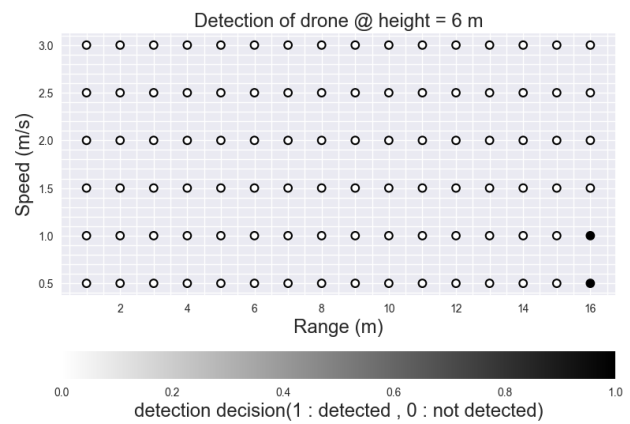 Detection of drone @ height = 6 m
3.0
2.5
2.0
1.5
1.0
0.5
Speed (m/s)
2 4 6 8 10 12 14 16
Range (m)
0.0 0.2 0.4 0.6 0.8 1.0
detection decision(1 : detected , 0 : not detected)